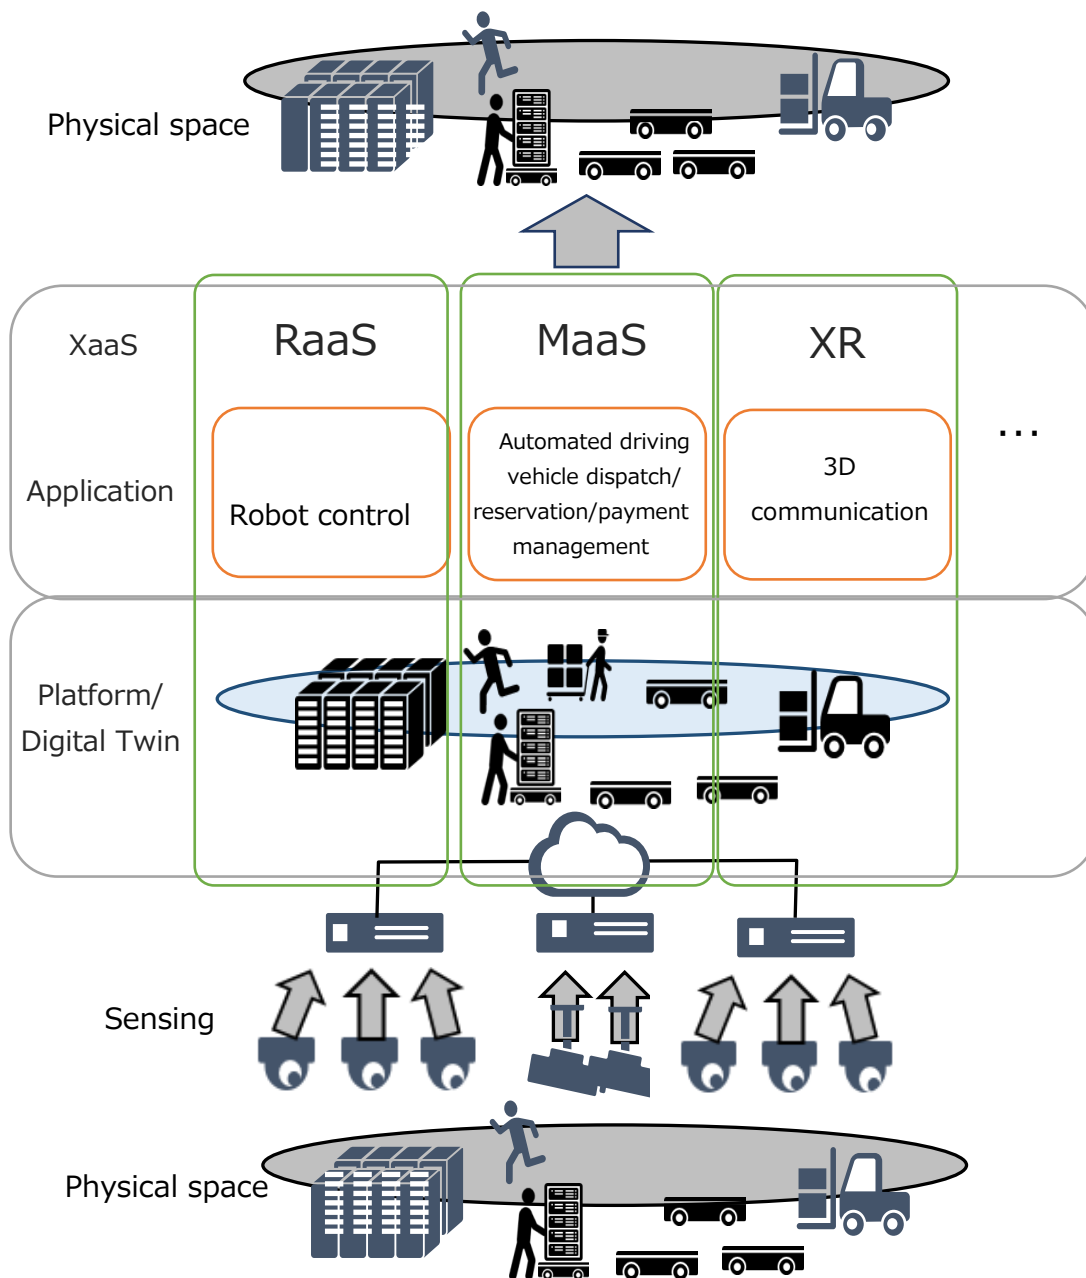 Physical space
XaaS
RaaS
MaaS
XR
...
Application
Robot control
Automated driving
vehicle dispatch/
reservation/payment
management
3D
communication
Platform/
Digital Twin
Sensing
Physical space